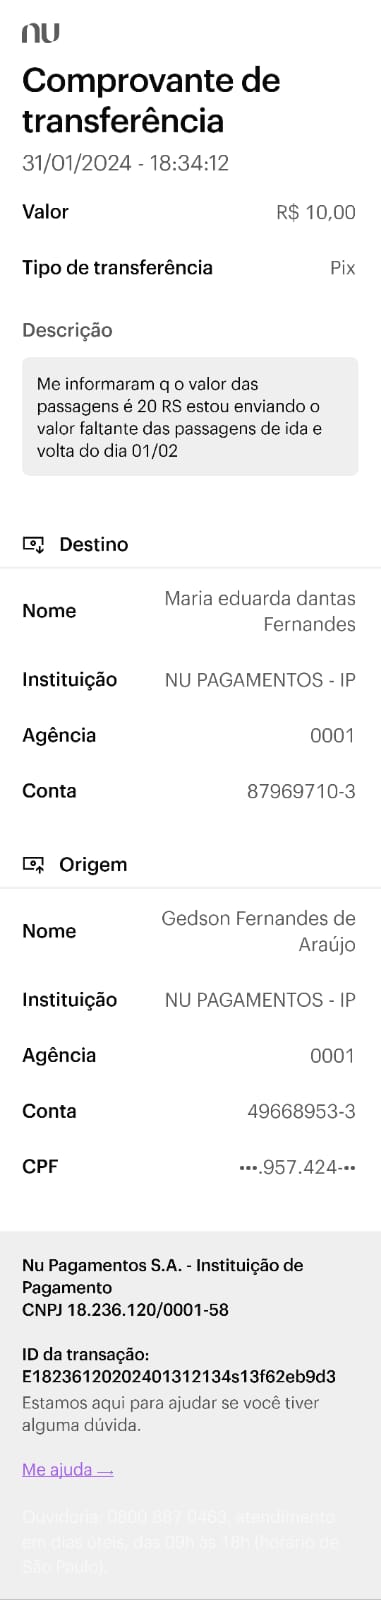 nu
Comprovante de
transferência
31/01/2024 - 18:34:12
Valor R$ 10,00
Tipo de transferência Pix
Descrição
Me informaram q o valor das
passagens é 20 RS estou enviando o
valor faltante das passagens de ida e
volta do dia 01/02
Destino
Nome Maria eduarda dantas
Fernandes
Instituição NU PAGAMENTOS - IP
Agência 0001
Conta 87969710-3
Origem
Nome Gedson Fernandes de
Araújo
Instituição NU PAGAMENTOS - IP
Agência 0001
Conta 49668953-3
CPF •••.957.424-••
Nu Pagamentos S.A. - Instituição de
Pagamento
CNPJ 18.236.120/0001-58
ID da transação:
E18236120202401312134s13f62eb9d3
Estamos aqui para ajudar se você tiver
alguma dúvida.
Me ajuda →
Ouvidoria: 0800 887 0463, atendimento
em dias úteis, das 09h às 18h (horário de
São Paulo).